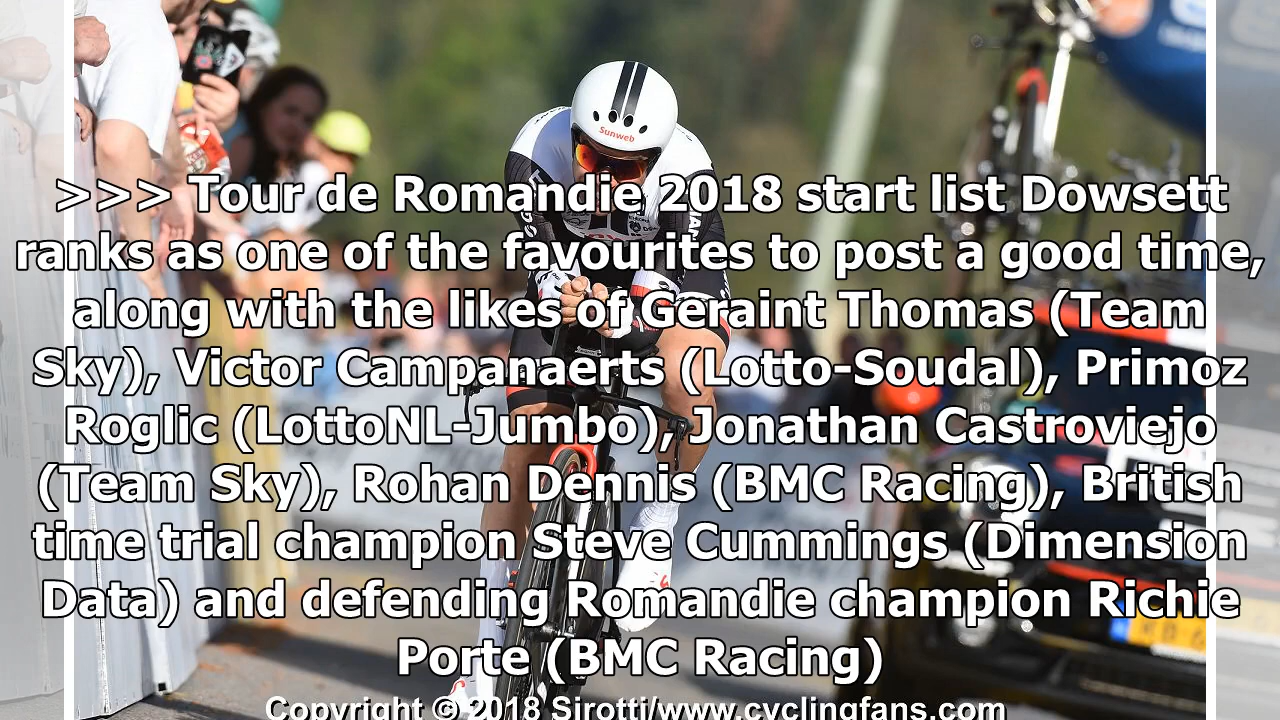 Sunweb
>>> Tour de Romandie 2018 start list Dowsett
ranks as one of the favourites to post a good time,
along with the likes of Geraint Thomas (Team
Sky), Victor Campanaerts (Lotto-Soudal), Primoz
Roglic (LottoNL-Jumbo), Jonathan Castroviejo
(Team Sky), Rohan Dennis (BMC Racing), British
time trial champion Steve Cummings (Dimension
Data) and defending Romandie champion Richie
Porte (BMC Racing)
Copyright © 2018 Sirotti/www.cyclingfans.com